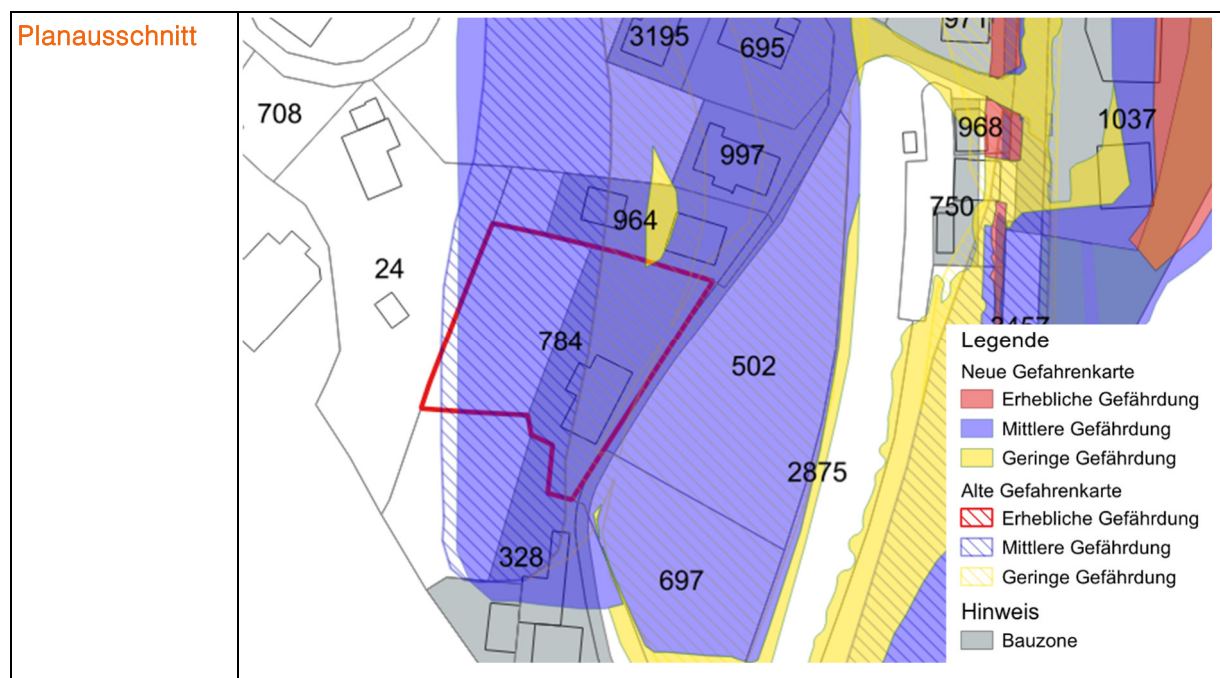 Planausschnitt
3195
695
971
708
968
1037
997
964
750
24
784
502
2457
2875
328
697
Legende
Neue Gefahrenkarte
Erhebliche Gefährdung
Mittlere Gefährdung
Geringe Gefährdung
Alte Gefahrenkarte
Erhebliche Gefährdung
Mittlere Gefährdung
Geringe Gefährdung
Hinweis
Bauzone